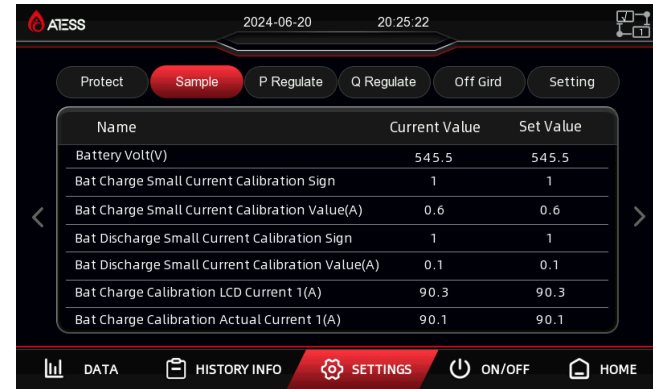 ATESS 2024-06-20 20:25:22
1
Protect Sample P Regulate Q Regulate Off Gird Setting
Name Current Value Set Value
Battery Volt(V) 545.5 545.5
Bat Charge Small Current Calibration Sign 1 1
Bat Charge Small Current Calibration Value(A) 0.6 0.6
Bat Discharge Small Current Calibration Sign 1 1
Bat Discharge Small Current Calibration Value(A) 0.1 0.1
Bat Charge Calibration LCD Current 1(A) 90.3 90.3
Bat Charge Calibration Actual Current 1(A) 90.1 90.1
DATA HISTORY INFO SETTINGS ON/OFF HOME